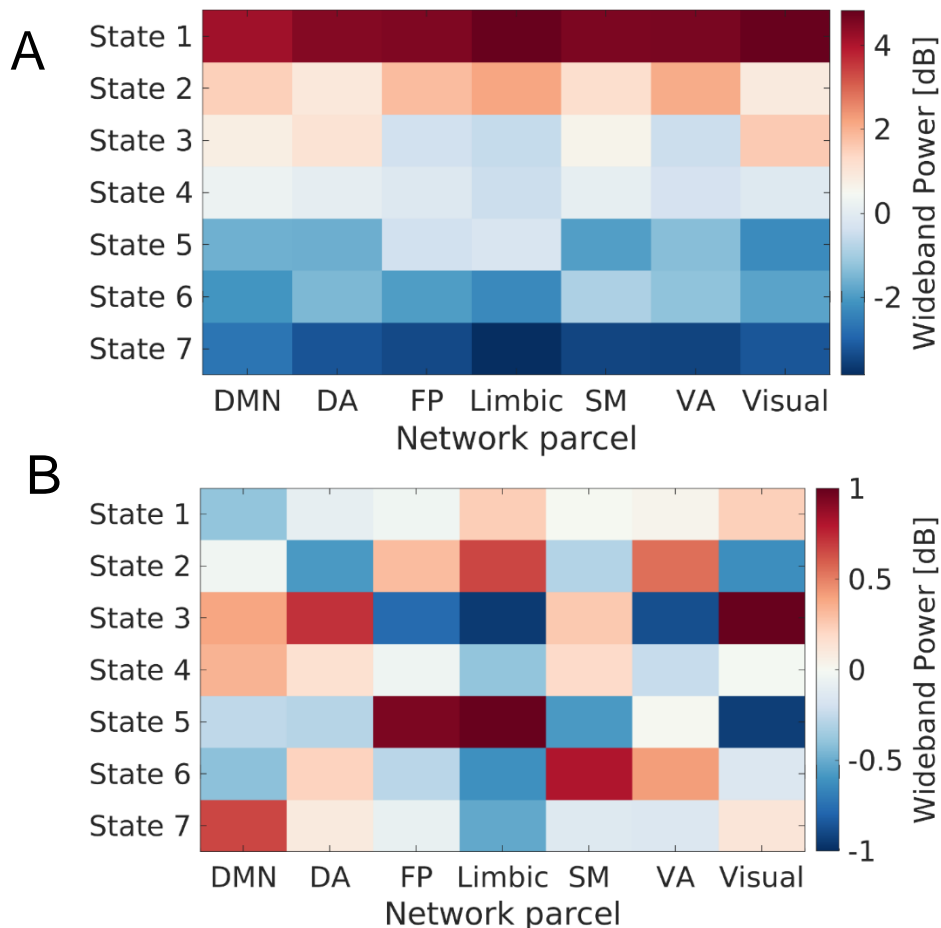 A
State 1
State 2
State 3
State 4
State 5
State 6
State 7
DMN DA FP Limbic SM VA Visual
Network parcel
4
2
0
-2
Wideband Power [dB]
B
State 1
State 2
State 3
State 4
State 5
State 6
State 7
DMN DA FP Limbic SM VA Visual
Network parcel
1
0.5
0
-0.5
-1
Wideband Power [dB]